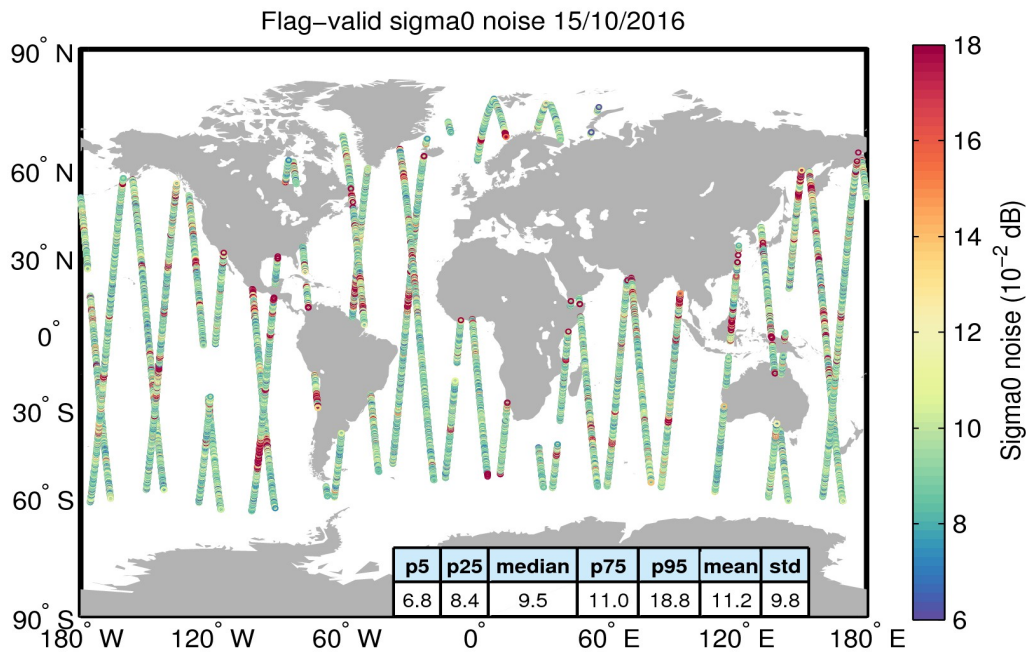 Flag−valid sigma0 noise 15/10/2016
90° N
60° N
30° N
0°
30° S
60° S
90° S
180° W
120° W
60° W
0°
60° E
120° E
180° E
p5 p25 median p75 p95 mean std
6.8 8.4 9.5 11.0 18.8 11.2 9.8
18
16
14
12
10
8
6
Sigma0 noise (10⁻² dB)